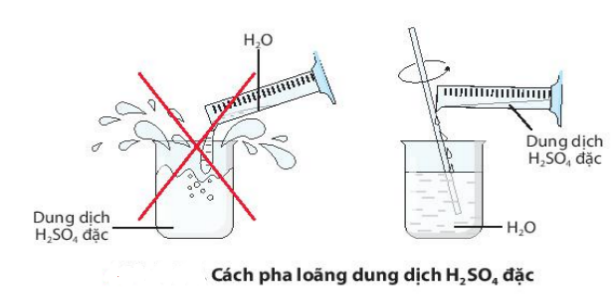 H₂O
Dung dịch
H₂SO₄ đặc
Dung dịch
H₂SO₄ đặc
H₂O
Cách pha loãng dung dịch H₂SO₄ đặc